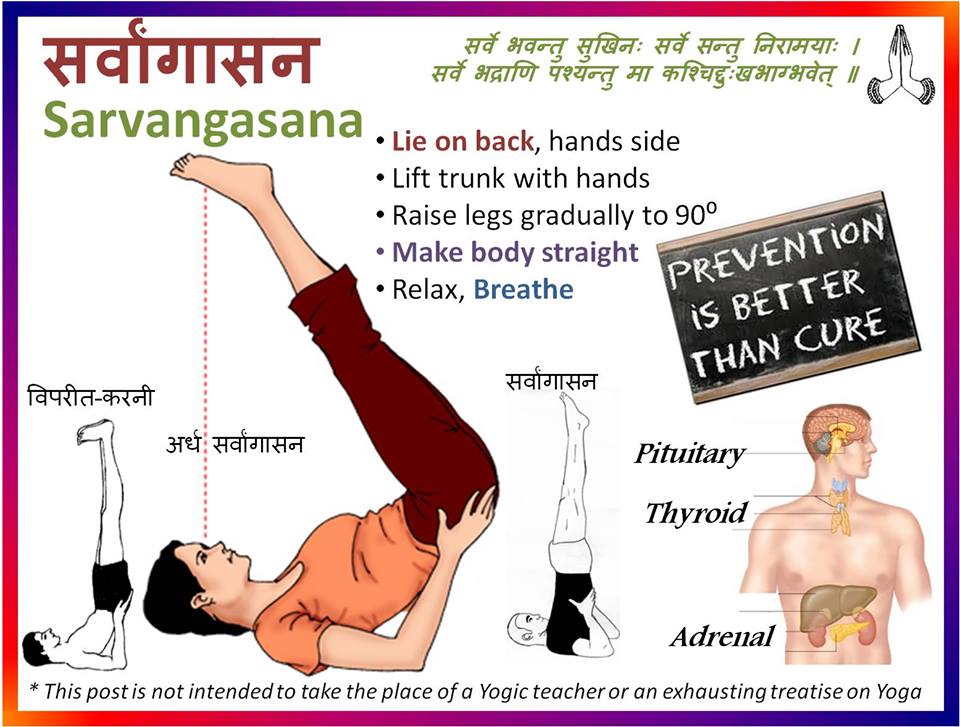 सर्वांगासन
Sarvangasana
सर्वे भवन्तु सुखिनः सर्वे सन्तु निरामयाः ।
सर्वे भद्राणि पश्यन्तु मा कश्चिद्दुःखभाग्भवेत् ॥
• Lie on back, hands side
• Lift trunk with hands
• Raise legs gradually to 90⁰
• Make body straight
• Relax, Breathe
PREVENTION
IS BETTER
THAN CURE
विपरीत-करनी
अर्ध सर्वांगासन
सर्वांगासन
Pituitary
Thyroid
Adrenal
* This post is not intended to take the place of a Yogic teacher or an exhausting treatise on Yoga